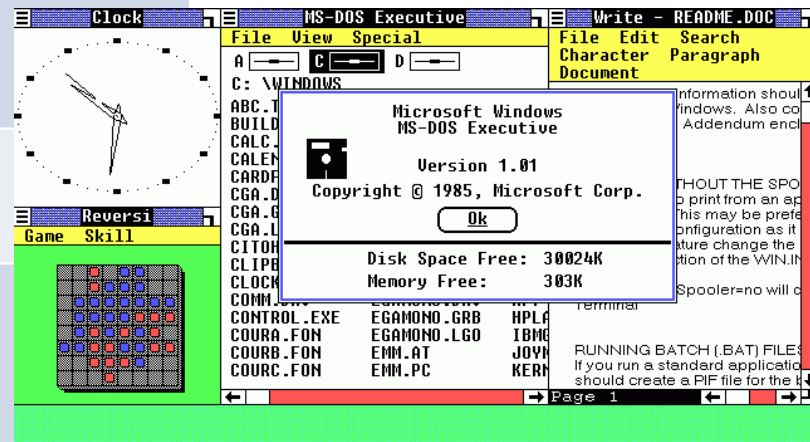 Clock
MS-DOS Executive
Write - README.DOC
File View Special
File Edit Search
Character Paragraph
Document
A C D
C: \WINDOWS
ABC.T
BUILD
CALC.
CALEN
CARDF
CGA.D
CGA.G
CGA.L
CITOH
CLIPB
CLOCK
COMM.
CONTROL.EXE EGAMONO.GRB HPLA
COURA.FON EGAMONO.LGO IBMG
COURB.FON EMM.AT JOYM
COURC.FON EMM.PC KERN
Microsoft Windows
MS-DOS Executive
Version 1.01
Copyright © 1985, Microsoft Corp.
Ok
Disk Space Free: 30024K
Memory Free: 303K
Reversi
Game Skill
nformation shoul
indows. Also co
Addendum encl
THOUT THE SPO
print from an ap
his may be prefe
onfiguration as it
ature change the
tion of the WIN.IN
Spooler=no will c
Terminal
RUNNING BATCH (.BAT) FILES
If you run a standard applicatio
should create a PIF file for the b
Page 1